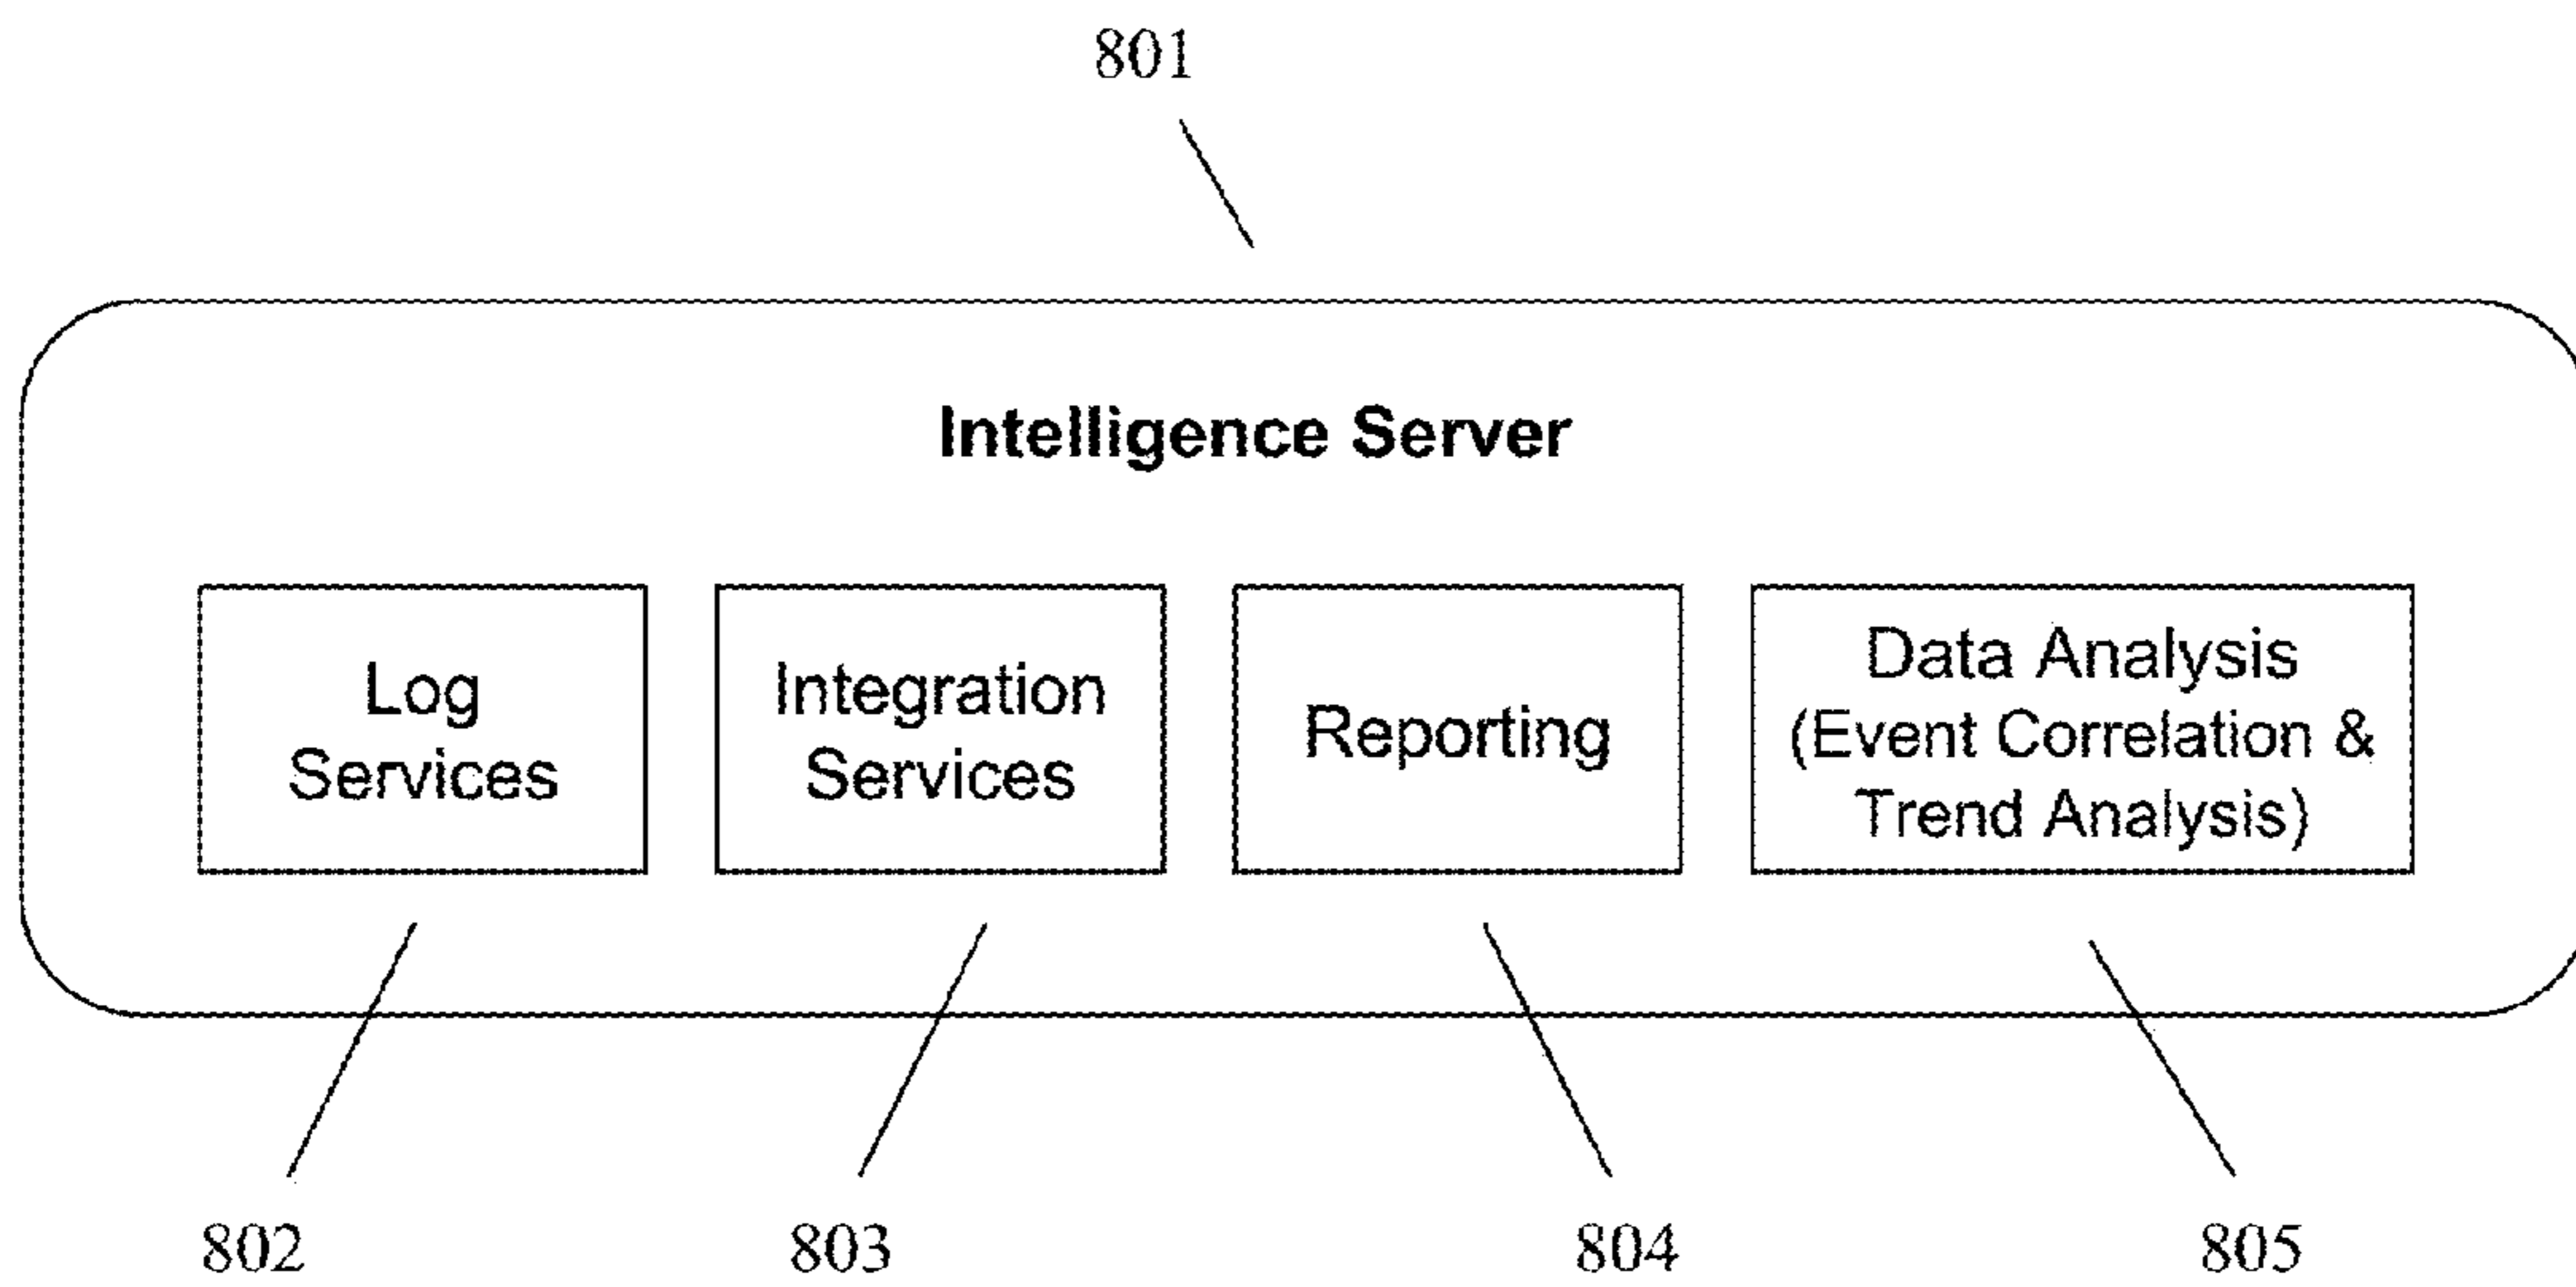 801
Intelligence Server
Log
Services
Integration
Services
Reporting
Data Analysis
(Event Correlation &
Trend Analysis)
802
803
804
805